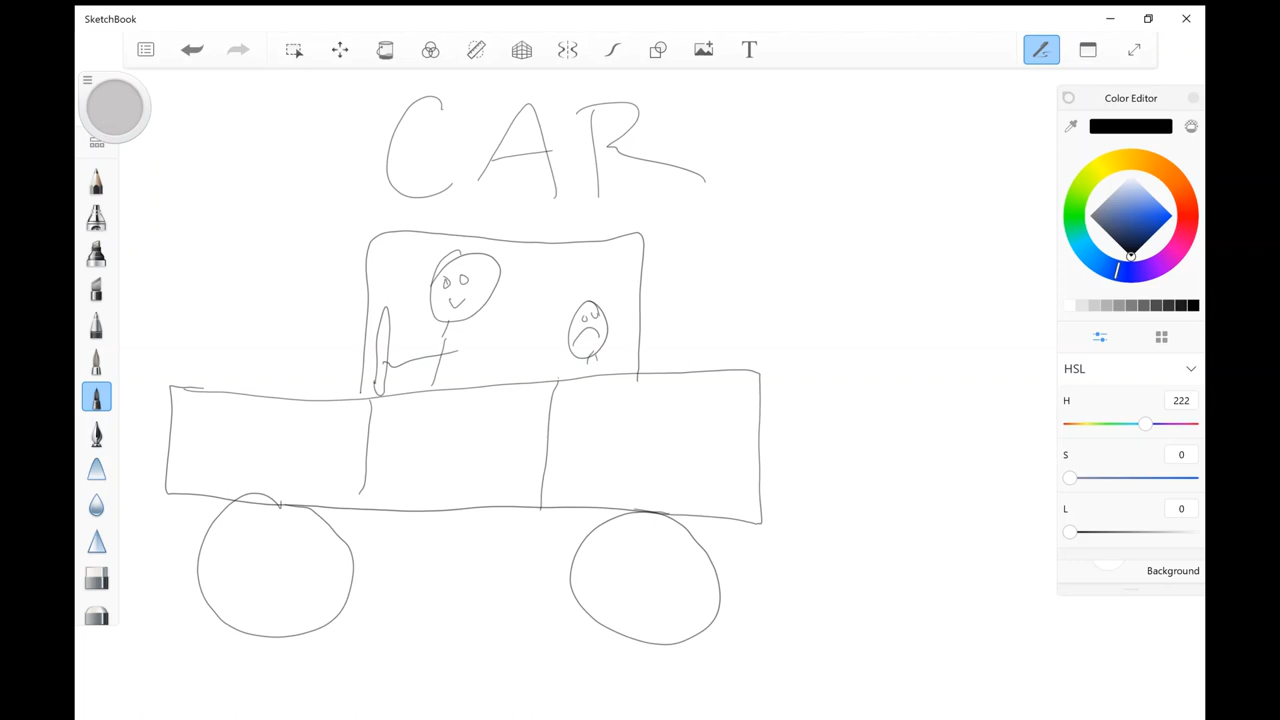 SketchBook
T
CAR
Color Editor
HSL
H 222
S 0
L 0
Background